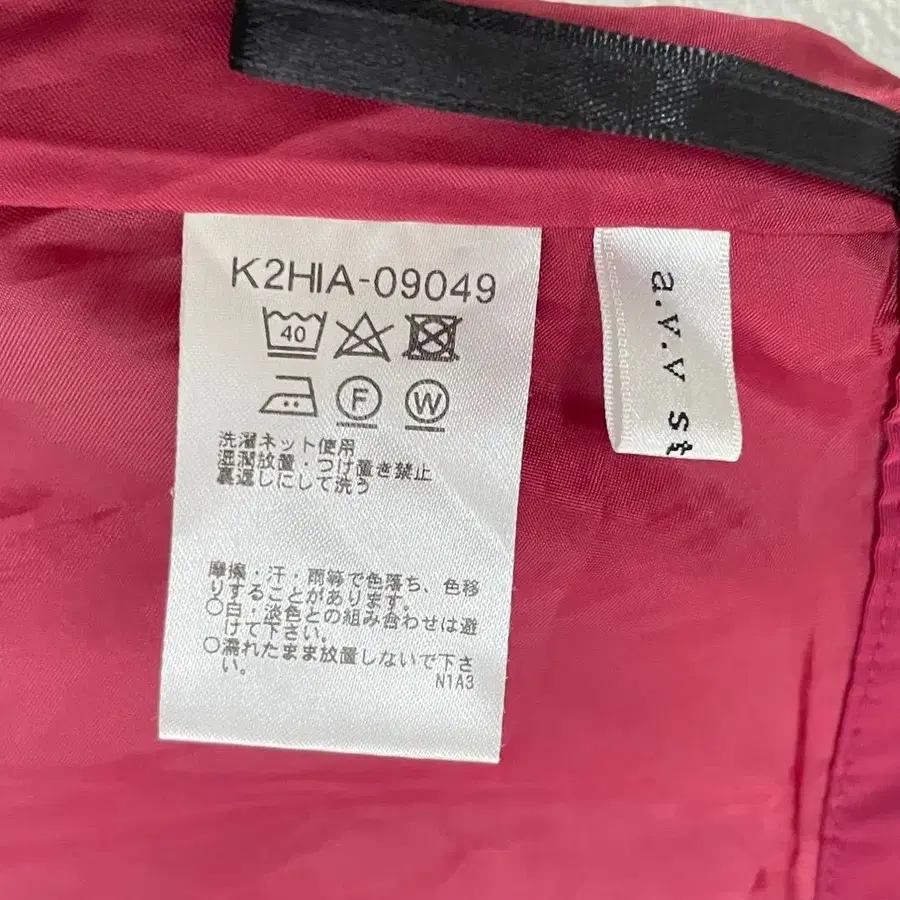 K2HIA-09049
40
F W
洗濯ネット使用
湿潤放置・つけ置き禁止
裏返しにして洗う
摩擦・汗・雨等で色落ち、色移
りすることがあります。
○白・淡色との組み合わせは避
けて下さい。
○濡れたまま放置しないで下さ
い。
N1A3
a.v.v st